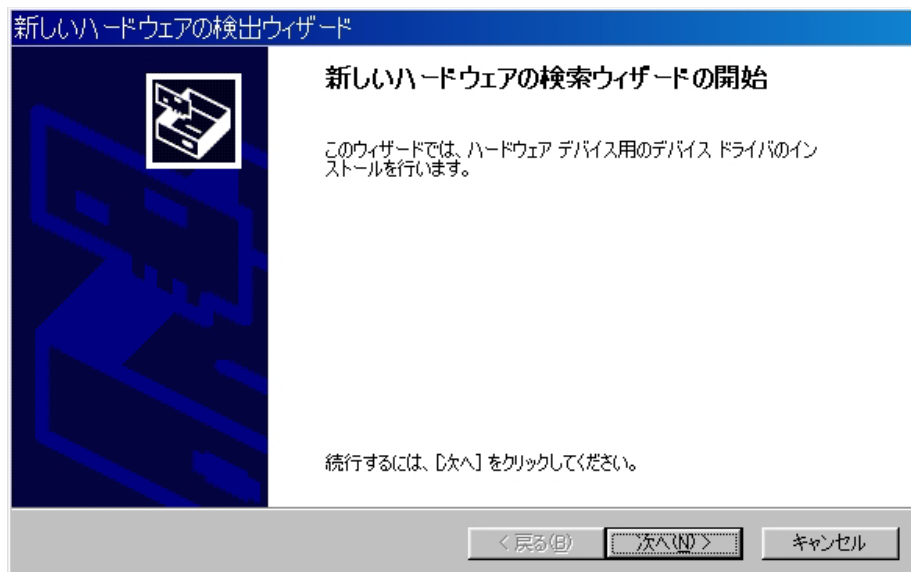 新しいハードウェアの検出ウィザード
新しいハードウェアの検索ウィザードの開始
このウィザードでは、ハードウェア デバイス用のデバイス ドライバのイン
ストールを行います。
続行するには、[次へ] をクリックしてください。
< 戻る(B)
次へ(N) >
キャンセル